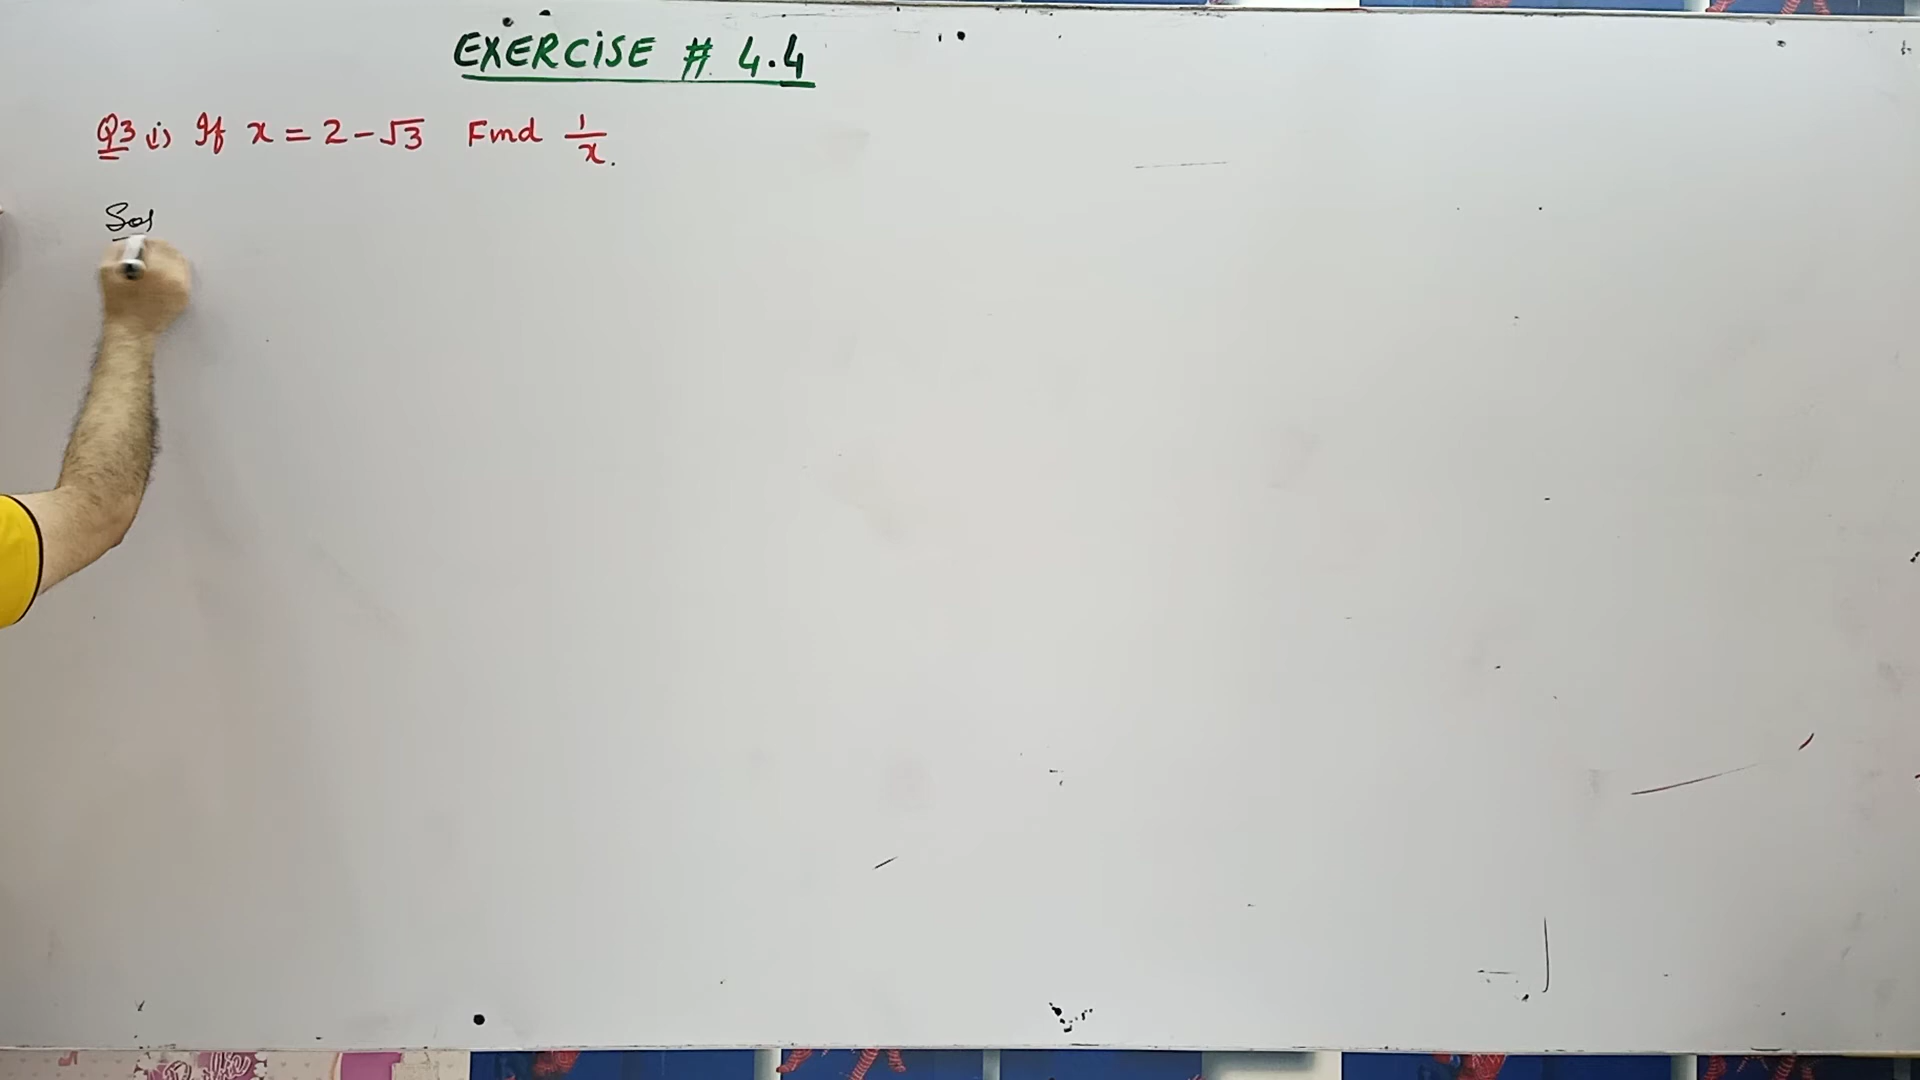 EXERCISE # 4.4
Q3 i) If x = 2 - √3 Find 1/x.
Sol